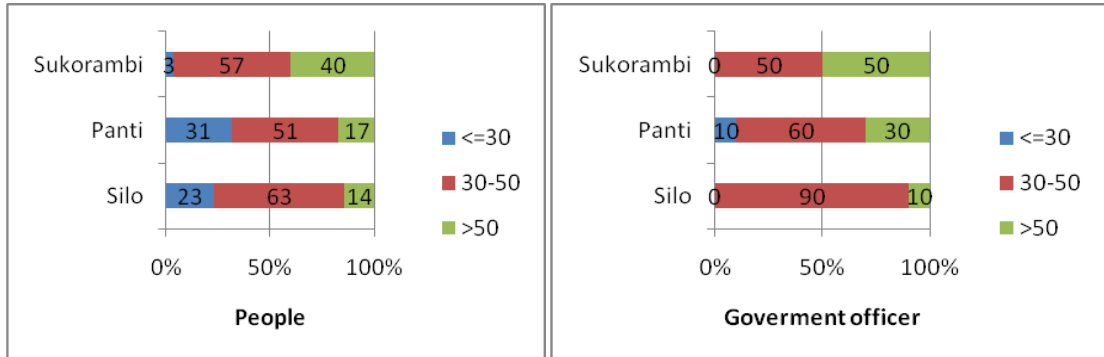 Sukorambi 3 57 40
Panti 31 51 17
Silo 23 63 14
0% 50% 100%
People
<=30
30-50
>50
Sukorambi 0 50 50
Panti 10 60 30
Silo 0 90 10
0% 50% 100%
Goverment officer
<=30
30-50
>50